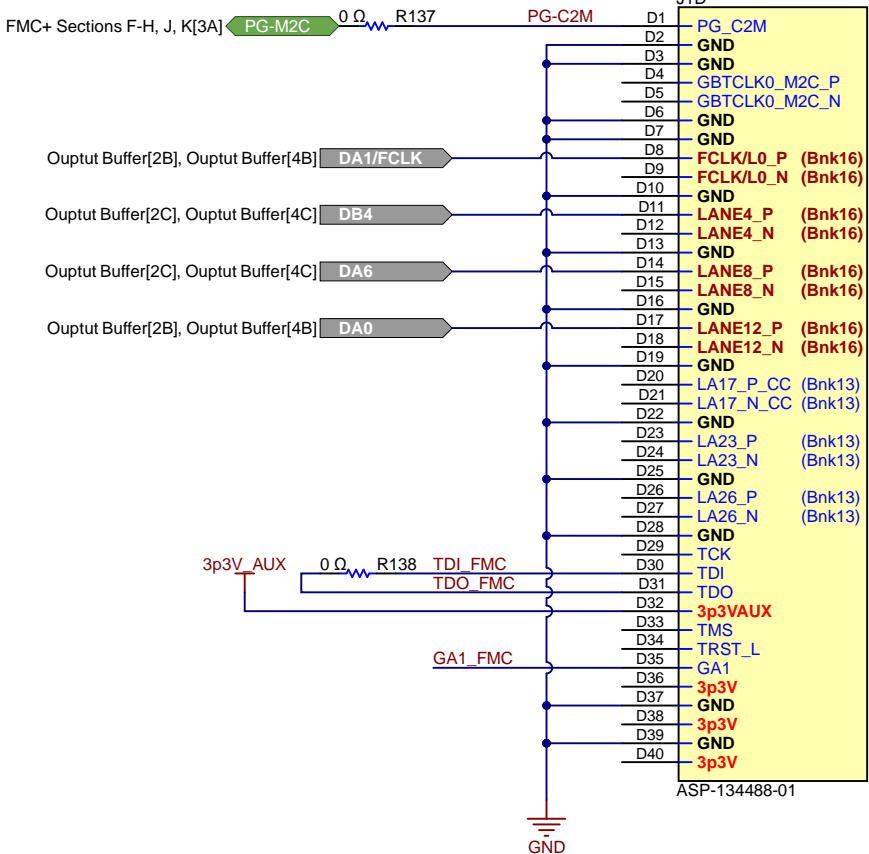 J1D
FMC+ Sections F-H, J, K[3A] PG-M2C 0 Ω R137 PG-C2M D1 PG_C2M
D2 GND
D3 GND
D4 GBTCLK0_M2C_P
D5 GBTCLK0_M2C_N
D6 GND
D7 GND
Ouptut Buffer[2B], Ouptut Buffer[4B] DA1/FCLK D8 FCLK/L0_P (Bnk16)
D9 FCLK/L0_N (Bnk16)
D10 GND
Ouptut Buffer[2C], Ouptut Buffer[4C] DB4 D11 LANE4_P (Bnk16)
D12 LANE4_N (Bnk16)
D13 GND
Ouptut Buffer[2C], Ouptut Buffer[4C] DA6 D14 LANE8_P (Bnk16)
D15 LANE8_N (Bnk16)
D16 GND
Ouptut Buffer[2B], Ouptut Buffer[4B] DA0 D17 LANE12_P (Bnk16)
D18 LANE12_N (Bnk16)
D19 GND
D20 LA17_P_CC (Bnk13)
D21 LA17_N_CC (Bnk13)
D22 GND
D23 LA23_P (Bnk13)
D24 LA23_N (Bnk13)
D25 GND
D26 LA26_P (Bnk13)
D27 LA26_N (Bnk13)
D28 GND
D29 TCK
3p3V_AUX 0 Ω R138 TDI_FMC D30 TDI
TDO_FMC D31 TDO
D32 3p3VAUX
D33 TMS
D34 TRST_L
GA1_FMC D35 GA1
D36 3p3V
D37 GND
D38 3p3V
D39 GND
D40 3p3V
ASP-134488-01
GND